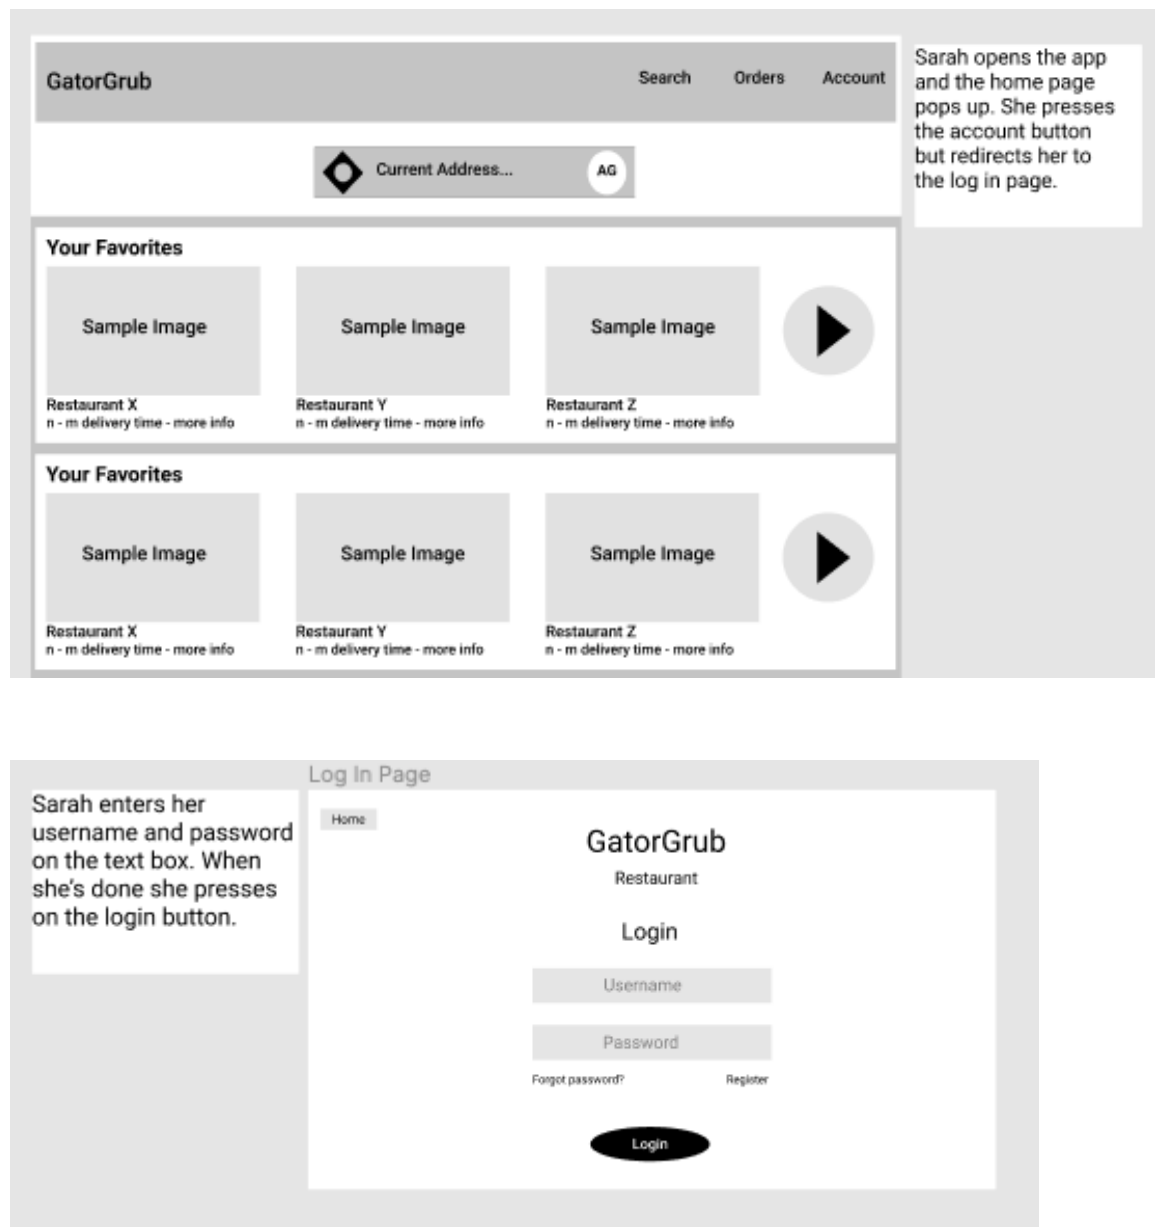 GatorGrub
Search Orders Account
Current Address... AG
Your Favorites
Sample Image Sample Image Sample Image
Restaurant X Restaurant Y Restaurant Z
n - m delivery time - more info n - m delivery time - more info n - m delivery time - more info
Your Favorites
Sample Image Sample Image Sample Image
Restaurant X Restaurant Y Restaurant Z
n - m delivery time - more info n - m delivery time - more info n - m delivery time - more info
Sarah opens the app
and the home page
pops up. She presses
the account button
but redirects her to
the log in page.
Log In Page
Sarah enters her
username and password
on the text box. When
she's done she presses
on the login button.
Home
GatorGrub
Restaurant
Login
Username
Password
Forgot password? Register
Login